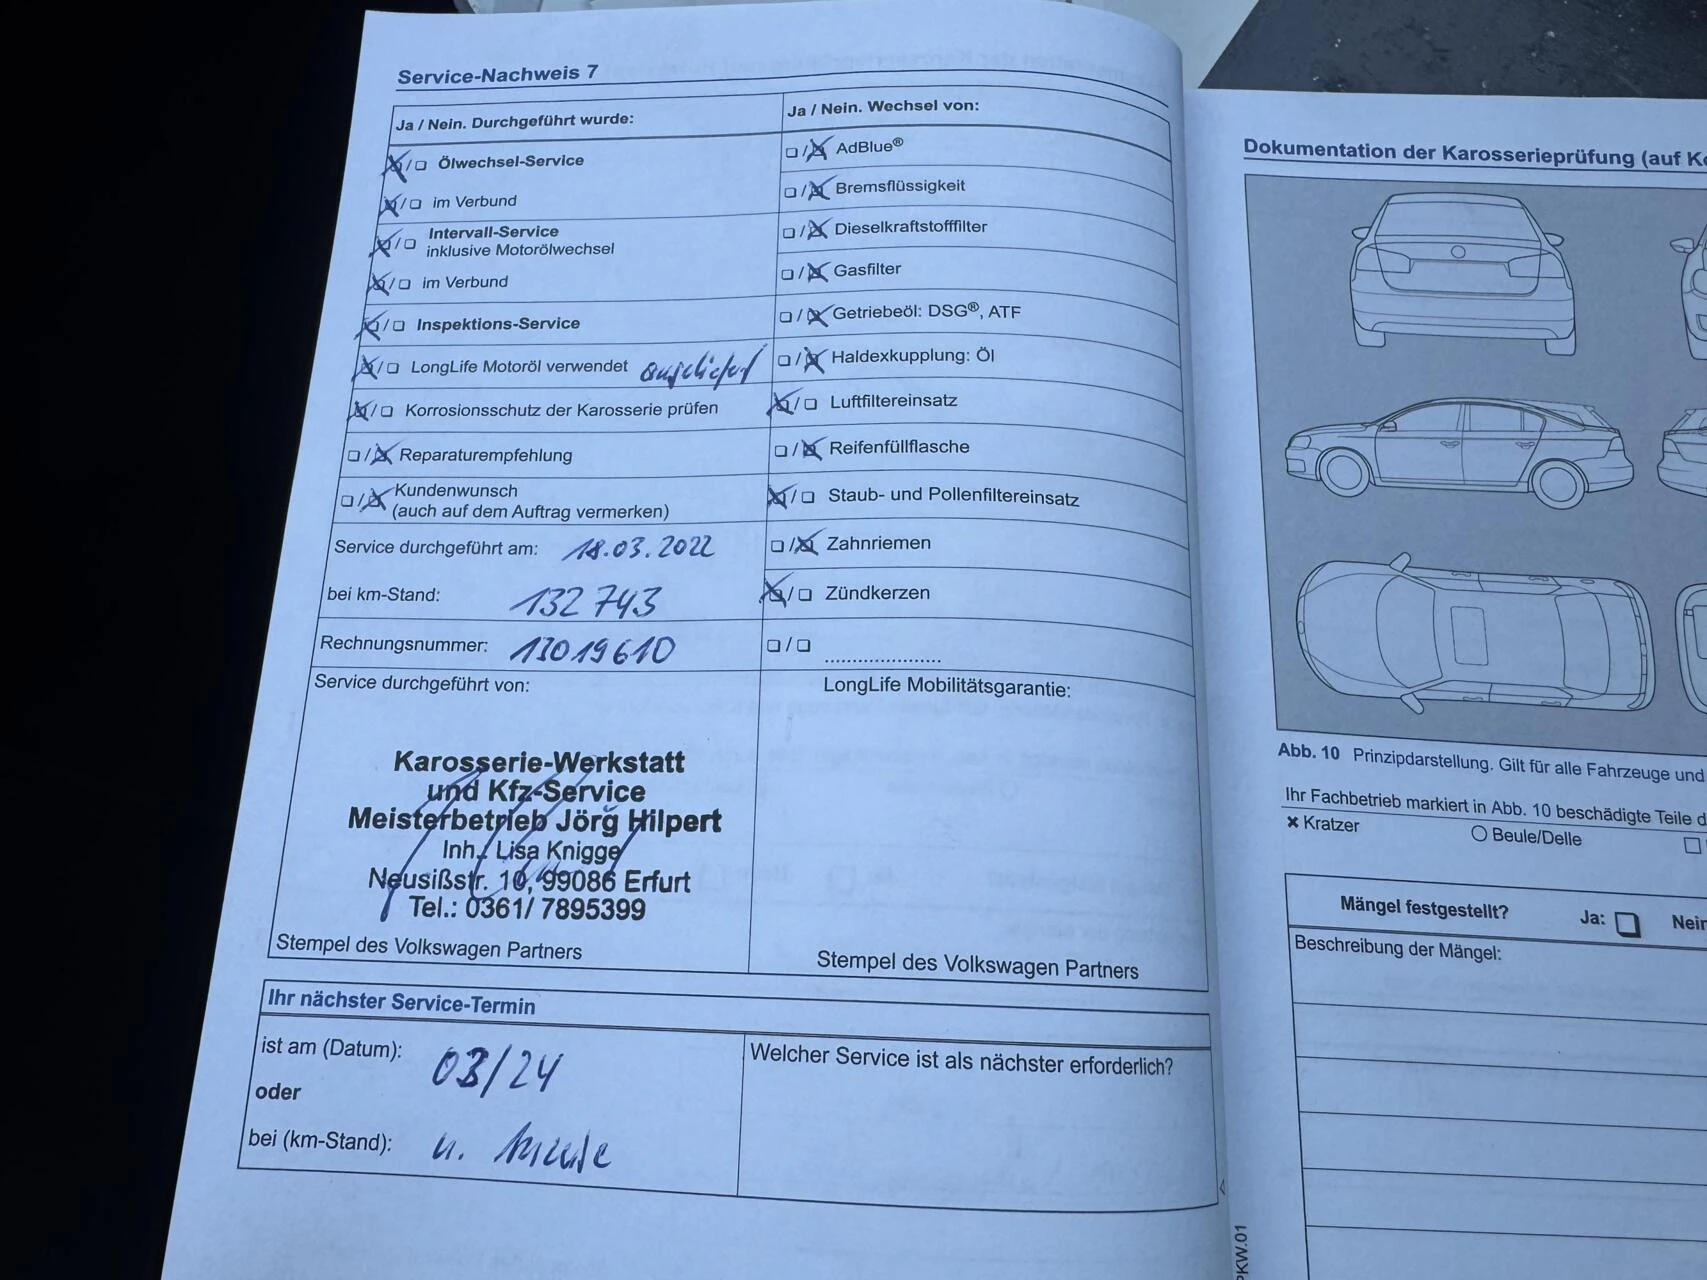 Service-Nachweis 7
Ja / Nein. Durchgeführt wurde:
☒/☐ Ölwechsel-Service
☒/☐ im Verbund
☒/☐ Intervall-Service
inklusive Motorölwechsel
☒/☐ im Verbund
☒/☐ Inspektions-Service
☒/☐ LongLife Motoröl verwendet angeliefert
☒/☐ Korrosionsschutz der Karosserie prüfen
☐/☒ Reparaturempfehlung
☐/☒ Kundenwunsch
(auch auf dem Auftrag vermerken)
Service durchgeführt am: 18.03.2022
bei km-Stand: 132 743
Rechnungsnummer: 13019610
Service durchgeführt von:
Karosserie-Werkstatt
und Kfz-Service
Meisterbetrieb Jörg Hilpert
Inh. Lisa Knigge
Neusißstr. 10, 99086 Erfurt
Tel.: 0361/ 7895399
Stempel des Volkswagen Partners
Ja / Nein. Wechsel von:
☐/☒ AdBlue®
☐/☒ Bremsflüssigkeit
☐/☒ Dieselkraftstofffilter
☐/☒ Gasfilter
☐/☒ Getriebeöl: DSG®, ATF
☐/☒ Haldexkupplung: Öl
☒/☐ Luftfiltereinsatz
☐/☒ Reifenfüllflasche
☒/☐ Staub- und Pollenfiltereinsatz
☐/☒ Zahnriemen
☒/☐ Zündkerzen
☐/☐ .....................
LongLife Mobilitätsgarantie:
Stempel des Volkswagen Partners
Ihr nächster Service-Termin
ist am (Datum): 03/24
oder
bei (km-Stand): n. Anzeige
Welcher Service ist als nächster erforderlich?
Dokumentation der Karosserieprüfung (auf
Abb. 10 Prinzipdarstellung. Gilt für alle Fahrzeuge und
Ihr Fachbetrieb markiert in Abb. 10 beschädigte Teile
× Kratzer ○ Beule/Delle ☐
Mängel festgestellt? Ja: ☐ Nein
Beschreibung der Mängel:
PKW.01